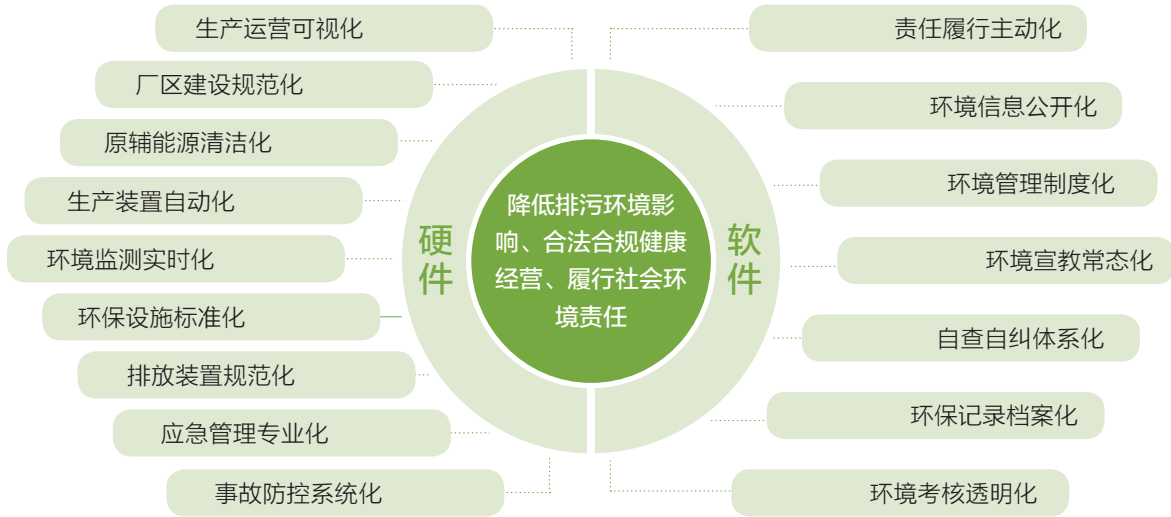 生产运营可视化
厂区建设规范化
原辅能源清洁化
生产装置自动化
环境监测实时化
环保设施标准化
排放装置规范化
应急管理专业化
事故防控系统化
硬
件
降低排污环境影
响、合法合规健康
经营、履行社会环
境责任
软
件
责任履行主动化
环境信息公开化
环境管理制度化
环境宣教常态化
自查自纠体系化
环保记录档案化
环境考核透明化